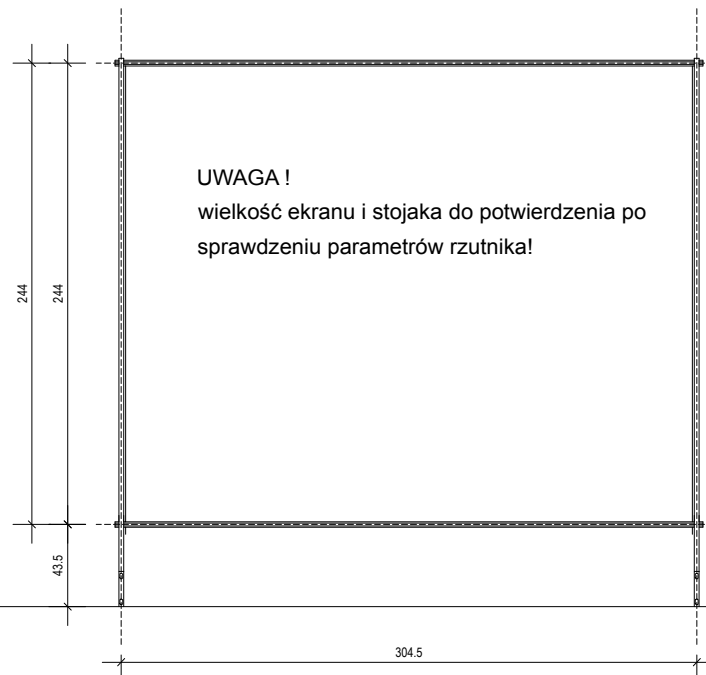 UWAGA !
wielkość ekranu i stojaka do potwierdzenia po
sprawdzeniu parametrów rzutnika!
244
244
43.5
304.5